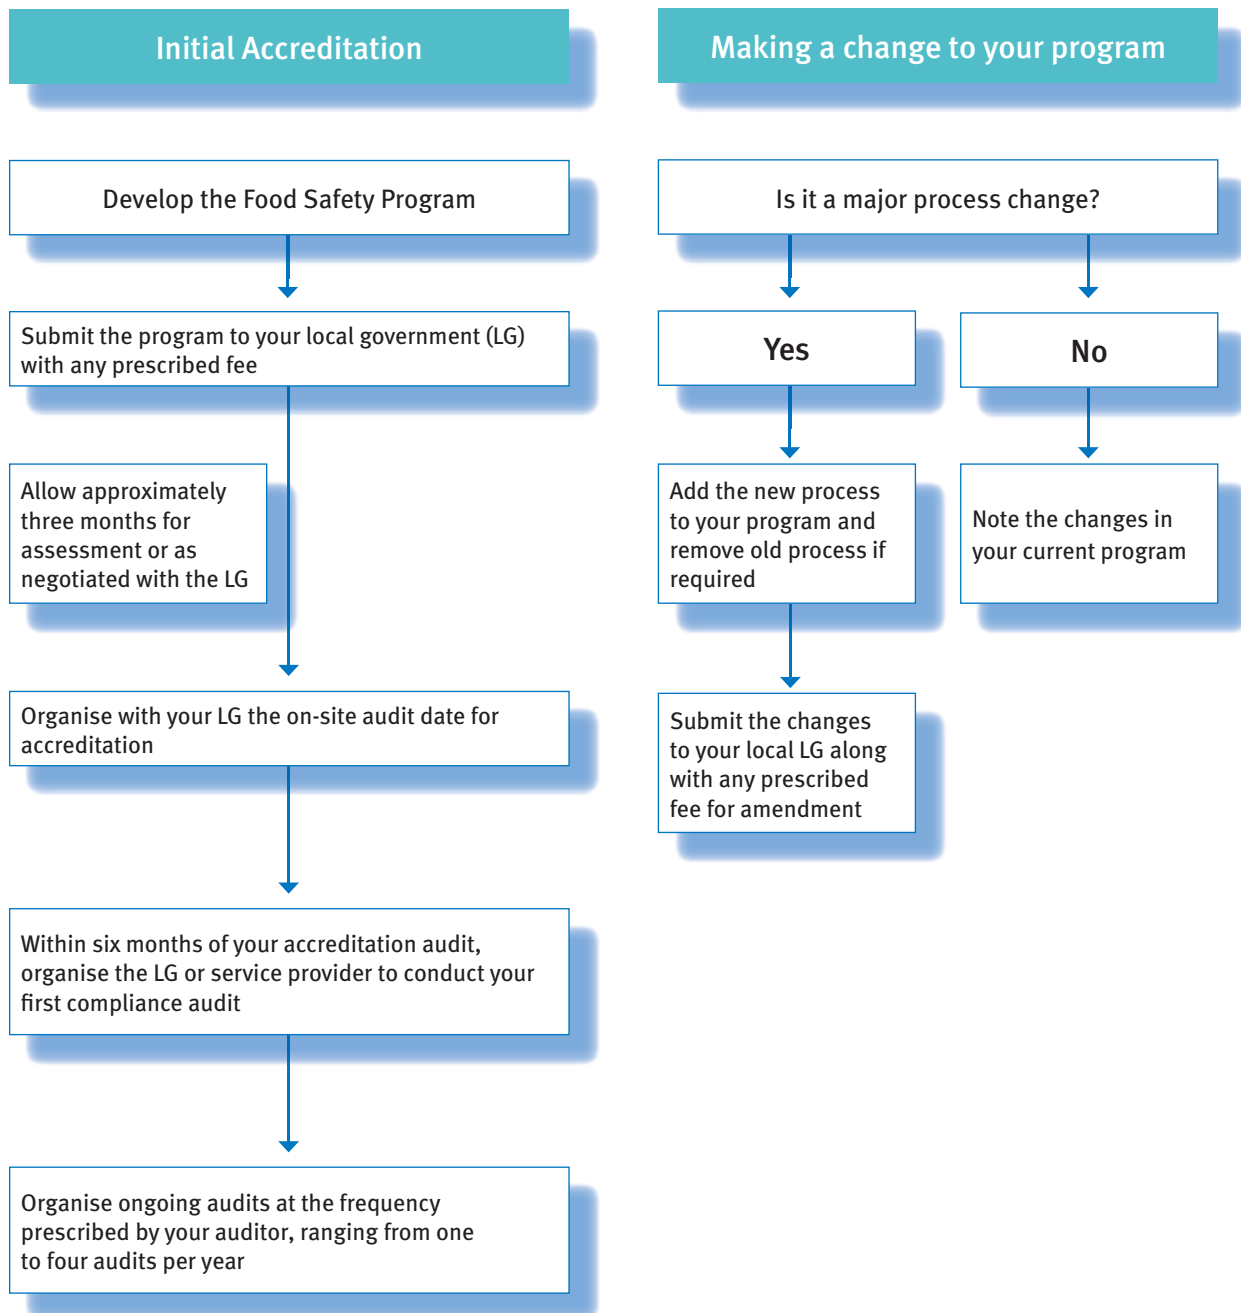 Initial Accreditation
Develop the Food Safety Program
Submit the program to your local government (LG)
with any prescribed fee
Allow approximately
three months for
assessment or as
negotiated with the LG
Organise with your LG the on-site audit date for
accreditation
Within six months of your accreditation audit,
organise the LG or service provider to conduct your
first compliance audit
Organise ongoing audits at the frequency
prescribed by your auditor, ranging from one
to four audits per year
Making a change to your program
Is it a major process change?
Yes
No
Add the new process
to your program and
remove old process if
required
Note the changes in
your current program
Submit the changes
to your local LG along
with any prescribed
fee for amendment